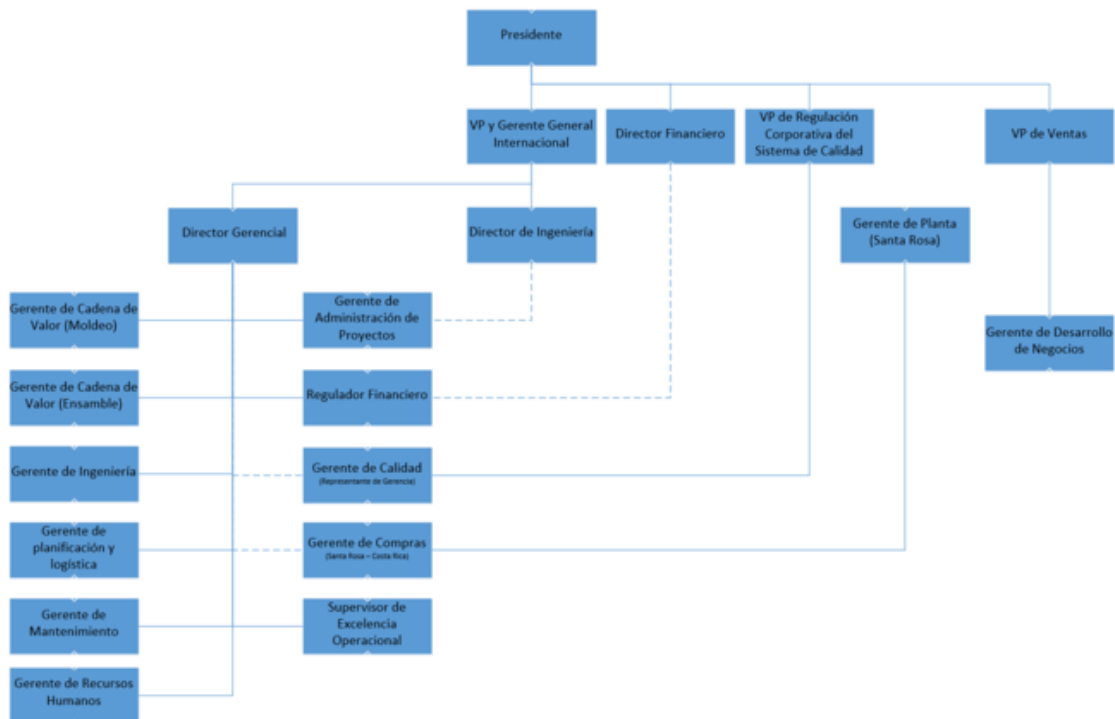 Presidente
VP y Gerente General
Internacional
Director Financiero
VP de Regulación
Corporativa del
Sistema de Calidad
VP de Ventas
Director Gerencial
Director de Ingeniería
Gerente de Planta
(Santa Rosa)
Gerente de Cadena de
Valor (Moldeo)
Gerente de
Administración de
Proyectos
Gerente de Desarrollo
de Negocios
Gerente de Cadena de
Valor (Ensamble)
Regulador Financiero
Gerente de Ingeniería
Gerente de Calidad
(Representante de Gerencia)
Gerente de
planificación y
logística
Gerente de Compras
(Santa Rosa – Costa Rica)
Gerente de
Mantenimiento
Supervisor de
Excelencia
Operacional
Gerente de Recursos
Humanos